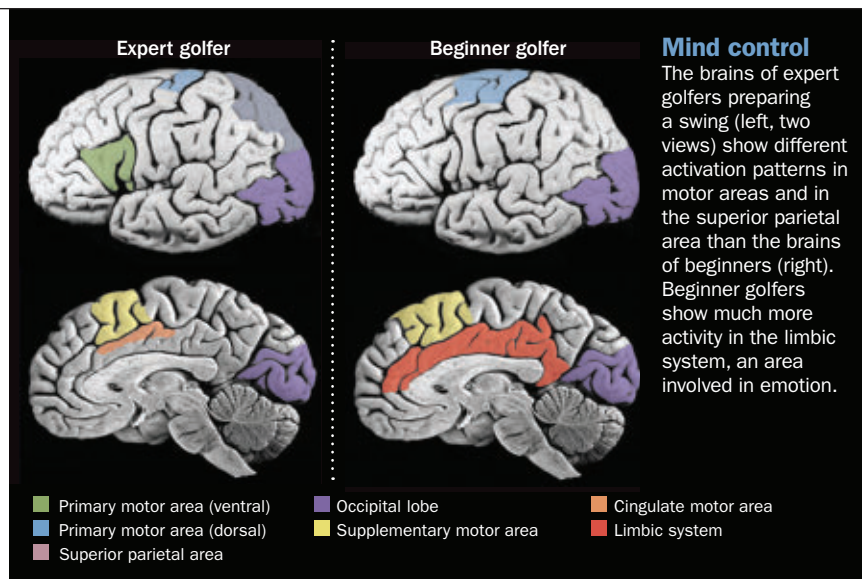 Expert golfer
Beginner golfer
Mind control
The brains of expert
golfers preparing
a swing (left, two
views) show different
activation patterns in
motor areas and in
the superior parietal
area than the brains
of beginners (right).
Beginner golfers
show much more
activity in the limbic
system, an area
involved in emotion.
Primary motor area (ventral)
Primary motor area (dorsal)
Superior parietal area
Occipital lobe
Supplementary motor area
Cingulate motor area
Limbic system